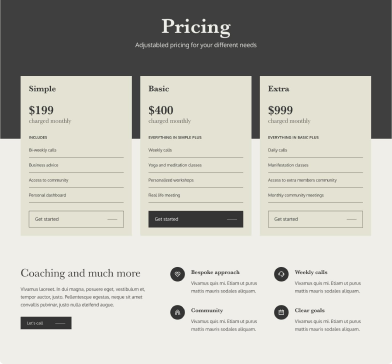 Pricing
Adjustabled pricing for your different needs
Simple
$199
charged monthly
INCLUDES
Bi-weekly calls
Business advice
Access to community
Personal dashboard
Get started
Basic
$400
charged monthly
EVERYTHING IN SIMPLE PLUS
Weekly calls
Yoga and meditation classes
Personalised workshops
Real life meeting
Get started
Extra
$999
charged monthly
EVERYTHING IN BASIC PLUS
Daily calls
Manifestation classes
Access to extra members community
Monthly community meetings
Get started
Coaching and much more
Vivamus laoreet. In dui magna, posuere eget, vestibulum et,
tempor auctor, justo. Pellentesque egestas, neque sit amet
convallis pulvinar, justo nulla eleifend augue.
Let's call
Bespoke approach
Vivamus quis mi. Etiam ut purus
mattis mauris sodales aliquam.
Weekly calls
Vivamus quis mi. Etiam ut purus
mattis mauris sodales aliquam.
Community
Vivamus quis mi. Etiam ut purus
mattis mauris sodales aliquam.
Clear goals
Vivamus quis mi. Etiam ut purus
mattis mauris sodales aliquam.